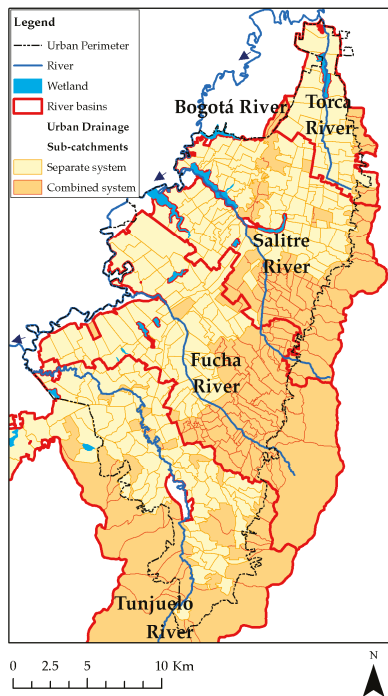 Legend
Urban Perimeter
River
Wetland
River basins
Urban Drainage
Sub-catchments
Separate system
Combined system
Bogotá River
Torca
River
Salitre
River
Fucha
River
Tunjuelo
River
0 2.5 5 10 Km
N